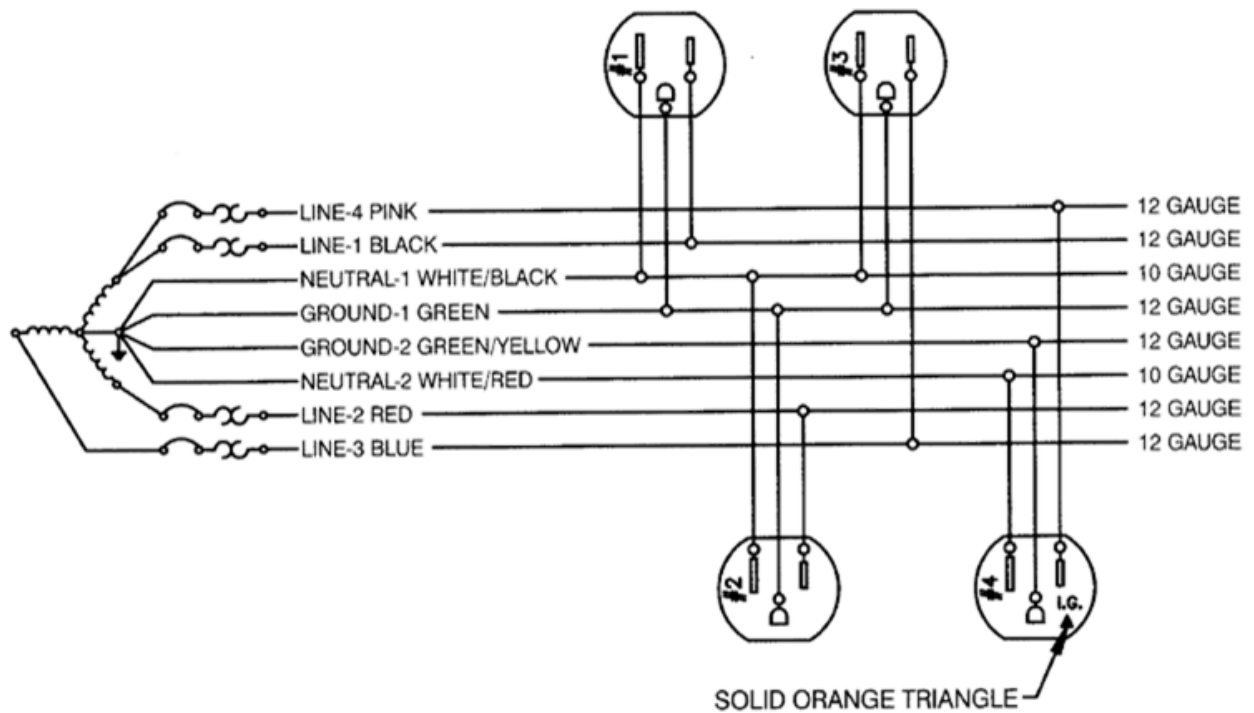 #1
#3
LINE-4 PINK 12 GAUGE
LINE-1 BLACK 12 GAUGE
NEUTRAL-1 WHITE/BLACK 10 GAUGE
GROUND-1 GREEN 12 GAUGE
GROUND-2 GREEN/YELLOW 12 GAUGE
NEUTRAL-2 WHITE/RED 10 GAUGE
LINE-2 RED 12 GAUGE
LINE-3 BLUE 12 GAUGE
#2
#4
I.G.
SOLID ORANGE TRIANGLE